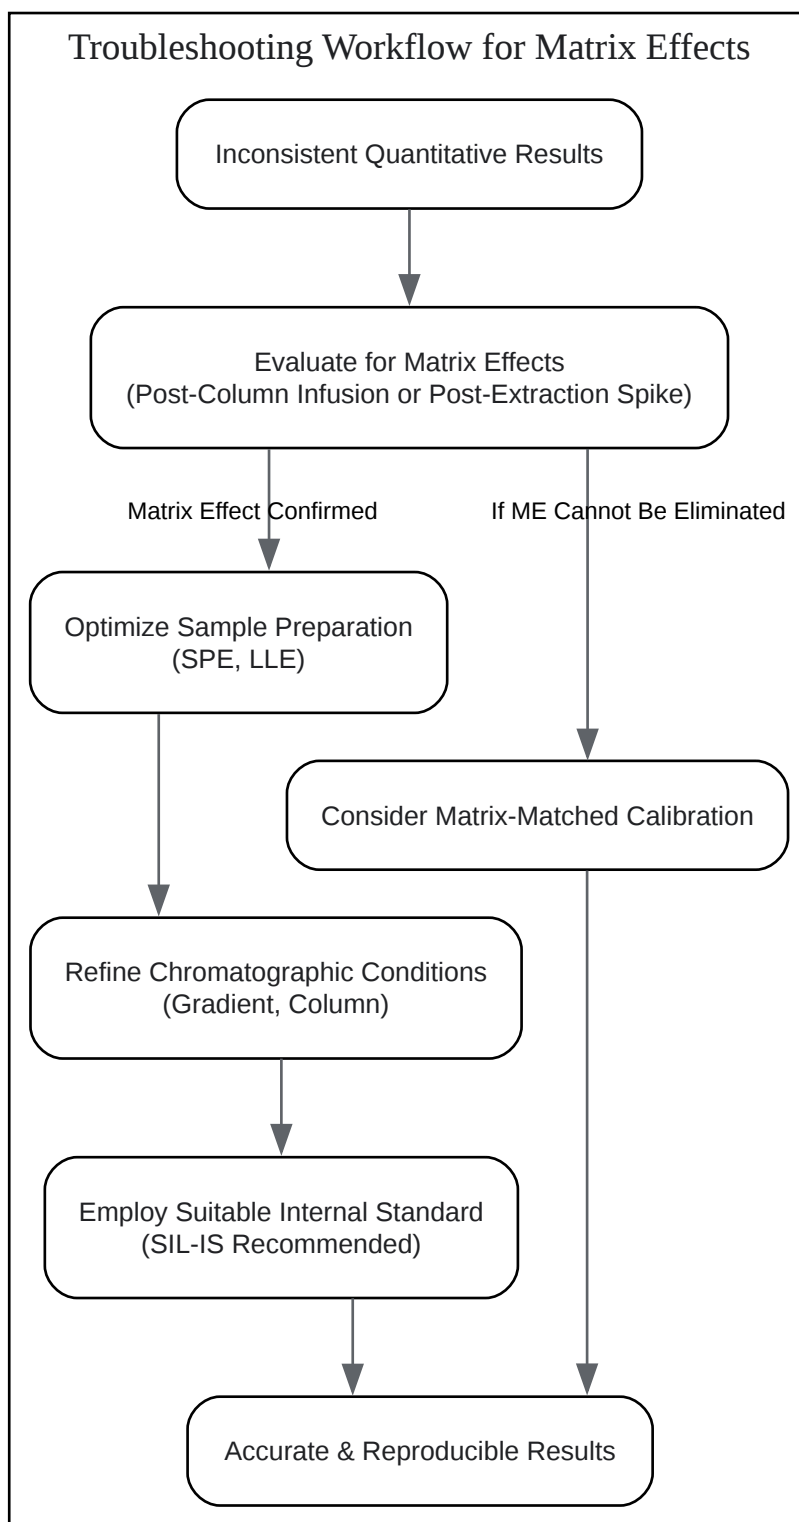 Troubleshooting Workflow for Matrix Effects
Inconsistent Quantitative Results
Evaluate for Matrix Effects
(Post-Column Infusion or Post-Extraction Spike)
Matrix Effect Confirmed
If ME Cannot Be Eliminated
Optimize Sample Preparation
(SPE, LLE)
Consider Matrix-Matched Calibration
Refine Chromatographic Conditions
(Gradient, Column)
Employ Suitable Internal Standard
(SIL-IS Recommended)
Accurate & Reproducible Results